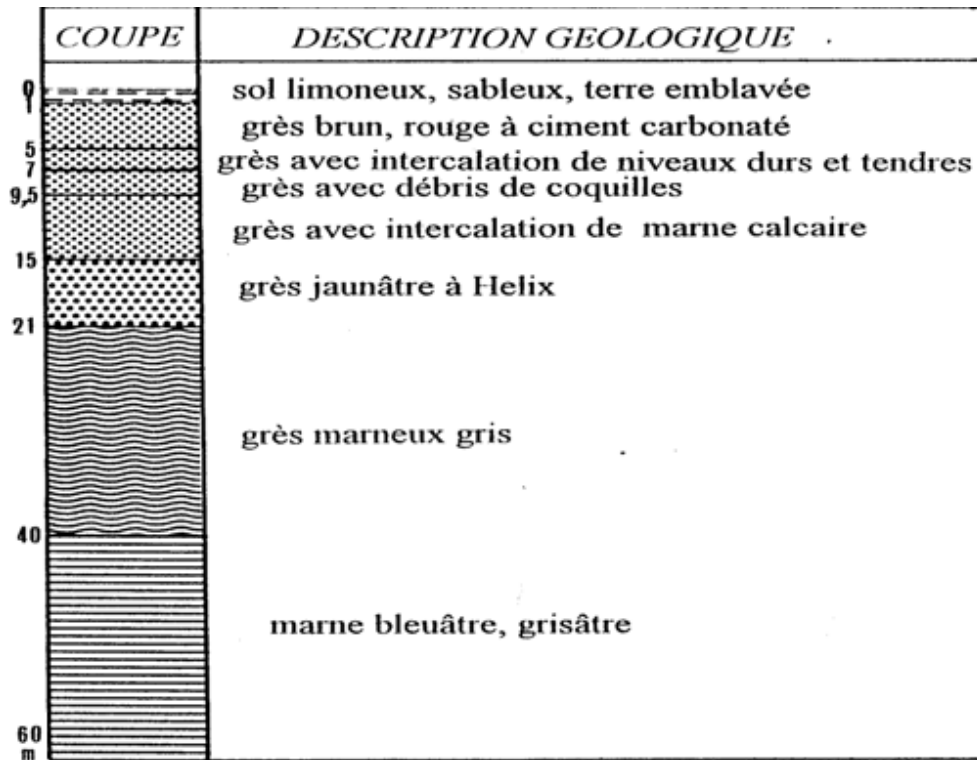 COUPE DESCRIPTION GEOLOGIQUE
0 sol limoneux, sableux, terre emblavée
1
grès brun, rouge à ciment carbonaté
5
grès avec intercalation de niveaux durs et tendres
7
grès avec débris de coquilles
9,5
grès avec intercalation de marne calcaire
15
grès jaunâtre à Helix
21
grès marneux gris
40
marne bleuâtre, grisâtre
60
m